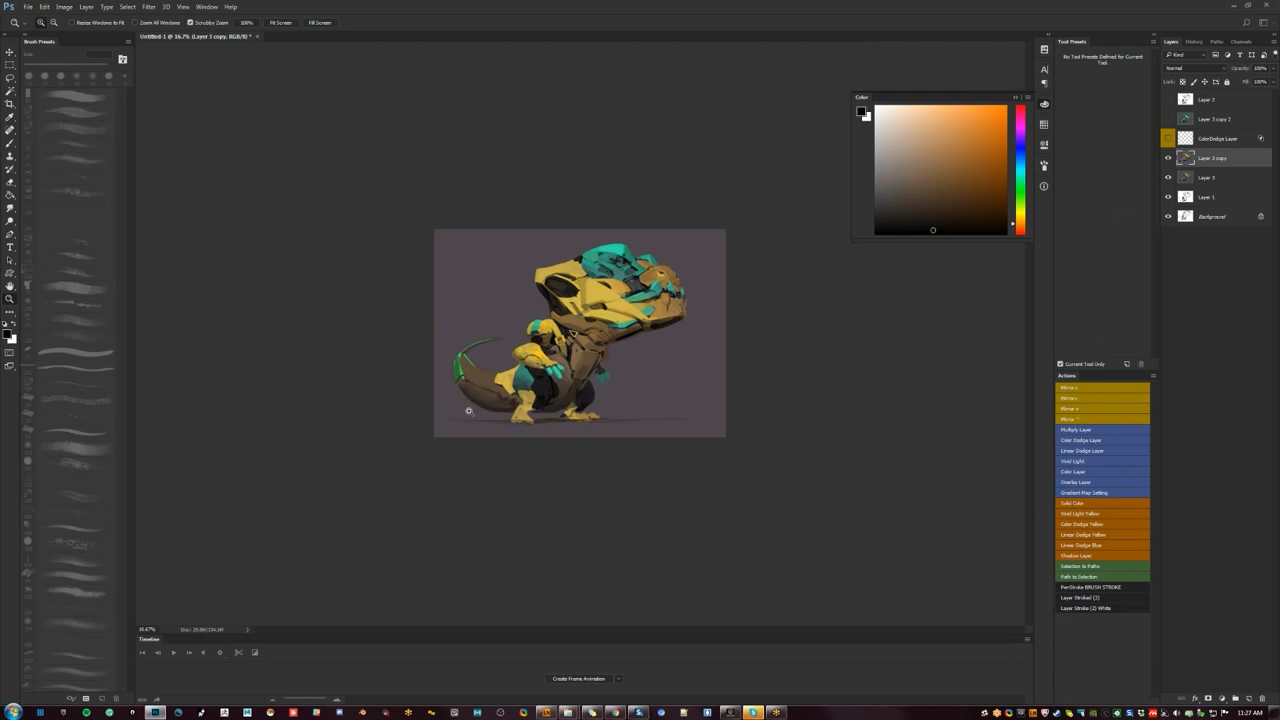 Ps File Edit Image Layer Type Select Filter 3D View Window Help
Resize Windows to Fit Zoom All Windows Scrubby Zoom 100% Fit Screen Fill Screen
Brush Presets
Untitled-1 @ 16.7% (Layer 3 copy, RGB/8) *
Tool Presets
No Tool Presets Defined for Current Tool.
Color
Layers History Paths Channels
Kind
Normal Opacity: 100%
Lock: Fill: 100%
Layer 2
Layer 3 copy 2
ColorDodge Layer
Layer 3 copy
Layer 3
Layer 1
Background
Current Tool Only
Actions
Mirror <
Mirror>
Mirror v
Mirror ^
Multiply Layer
Color Dodge Layer
Linear Dodge Layer
Vivid Light
Color Layer
Overlay Layer
Gradient Map Setting
Solid Color
Vivid Light Yellow
Color Dodge Yellow
Linear Dodge Yellow
Linear Dodge Blue
Shadow Layer
Selection to Paths
Path to Selection
PenStroke BRUSH STROKE
Layer Stroked (2)
Layer Stroke (2) White
16.67%
Timeline
Create Frame Animation
11:27 AM